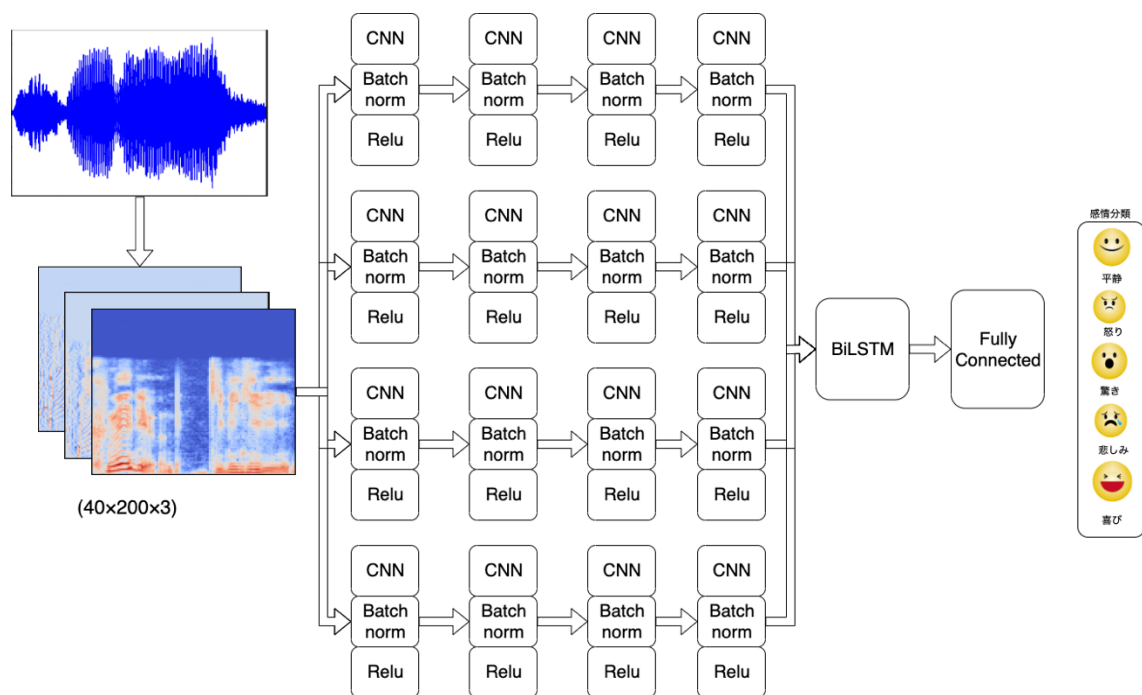 CNN
Batch
norm
Relu
CNN
Batch
norm
Relu
CNN
Batch
norm
Relu
CNN
Batch
norm
Relu
CNN
Batch
norm
Relu
CNN
Batch
norm
Relu
CNN
Batch
norm
Relu
CNN
Batch
norm
Relu
CNN
Batch
norm
Relu
CNN
Batch
norm
Relu
CNN
Batch
norm
Relu
CNN
Batch
norm
Relu
CNN
Batch
norm
Relu
CNN
Batch
norm
Relu
CNN
Batch
norm
Relu
CNN
Batch
norm
Relu
(40×200×3)
BiLSTM
Fully
Connected
感情分類
平静
怒り
驚き
悲しみ
喜び